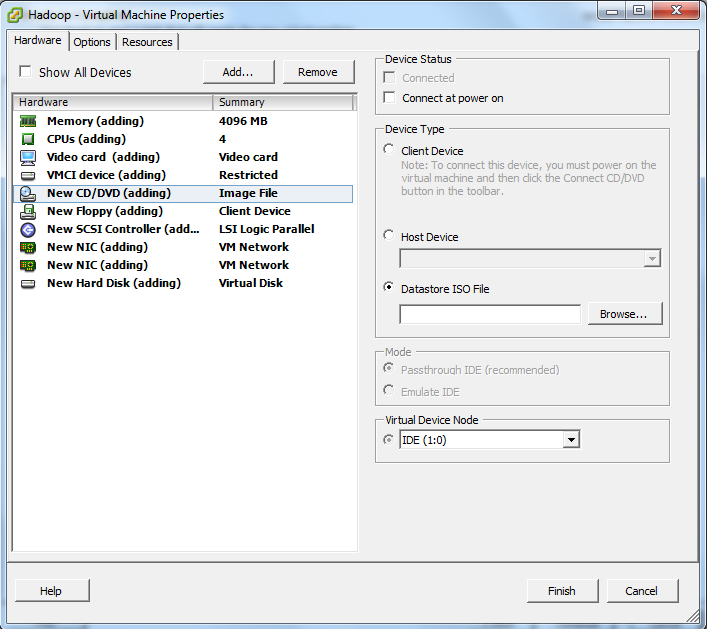 Hadoop - Virtual Machine Properties
Hardware Options Resources
Show All Devices Add... Remove
Hardware Summary
Memory (adding) 4096 MB
CPUs (adding) 4
Video card (adding) Video card
VMCI device (adding) Restricted
New CD/DVD (adding) Image File
New Floppy (adding) Client Device
New SCSI Controller (add... LSI Logic Parallel
New NIC (adding) VM Network
New NIC (adding) VM Network
New Hard Disk (adding) Virtual Disk
Device Status
Connected
Connect at power on
Device Type
Client Device
Note: To connect this device, you must power on the
virtual machine and then click the Connect CD/DVD
button in the toolbar.
Host Device
Datastore ISO File
Browse...
Mode
Passthrough IDE (recommended)
Emulate IDE
Virtual Device Node
IDE (1:0)
Help Finish Cancel